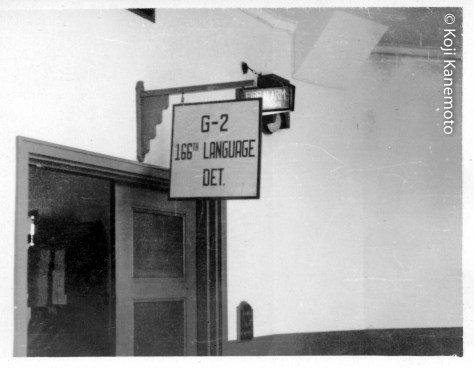 G-2
166TH LANGUAGE
DET.
© Koji Kanemoto